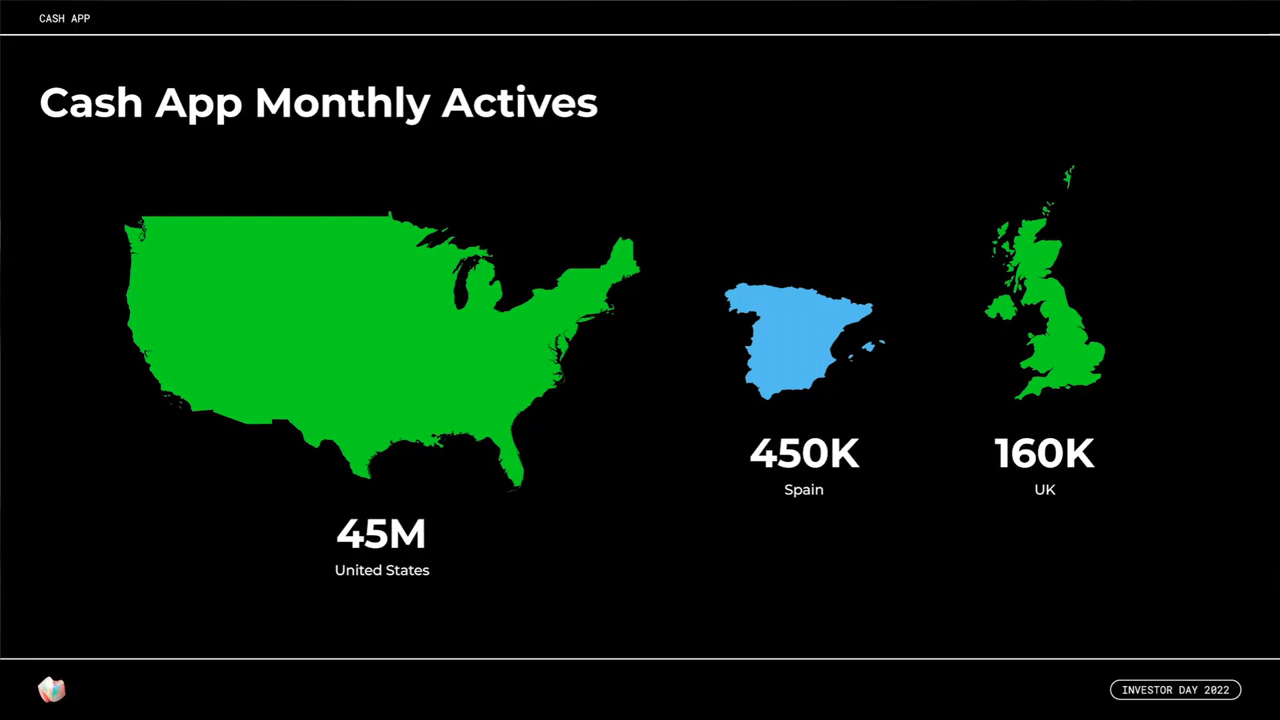 CASH APP
Cash App Monthly Actives
45M
United States
450K
Spain
160K
UK
INVESTOR DAY 2022